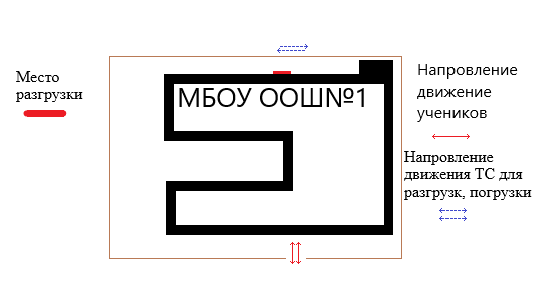 Место
разгрузки
МБОУ ООШ№1
Напровление
движение
учеников
Напровление
движения ТС для
разгрузк, погрузки